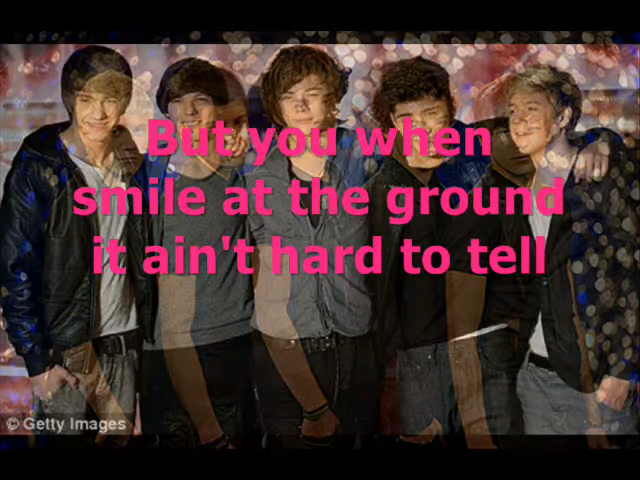 But you when
smile at the ground
it ain't hard to tell
© Getty Images